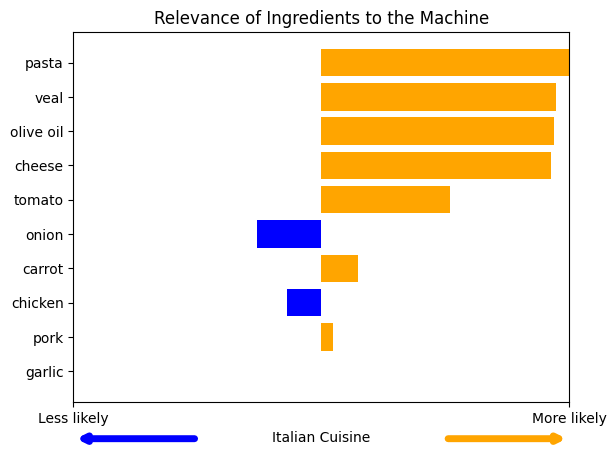 Relevance of Ingredients to the Machine
pasta
veal
olive oil
cheese
tomato
onion
carrot
chicken
pork
garlic
Less likely More likely
Italian Cuisine